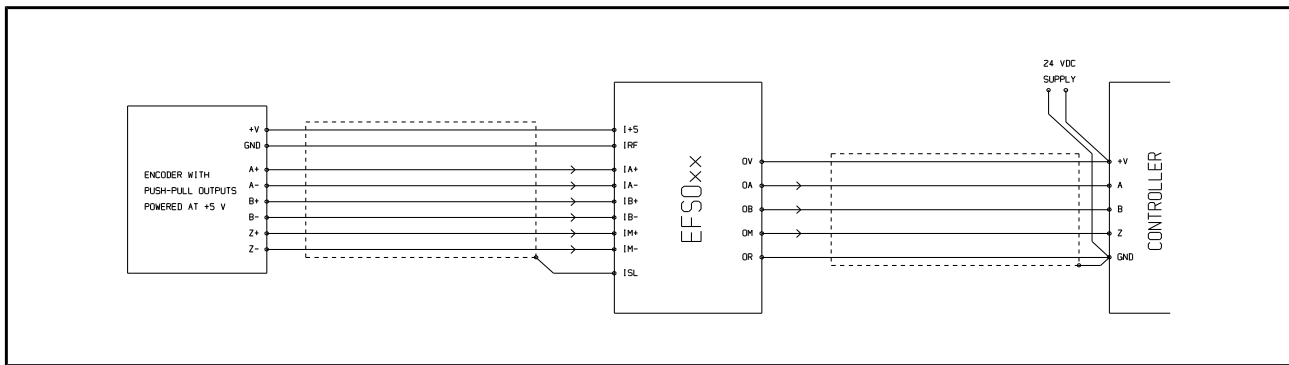 24 VDC
SUPPLY
ENCODER WITH
PUSH-PULL OUTPUTS
POWERED AT +5 V
+V
GND
A+
A-
B+
B-
Z+
Z-
I+5
IRF
IA+
IA-
IB+
IB-
IM+
IM-
ISL
EFS0xx
OV
OA
OB
OM
OR
+V
A
B
Z
GND
CONTROLLER